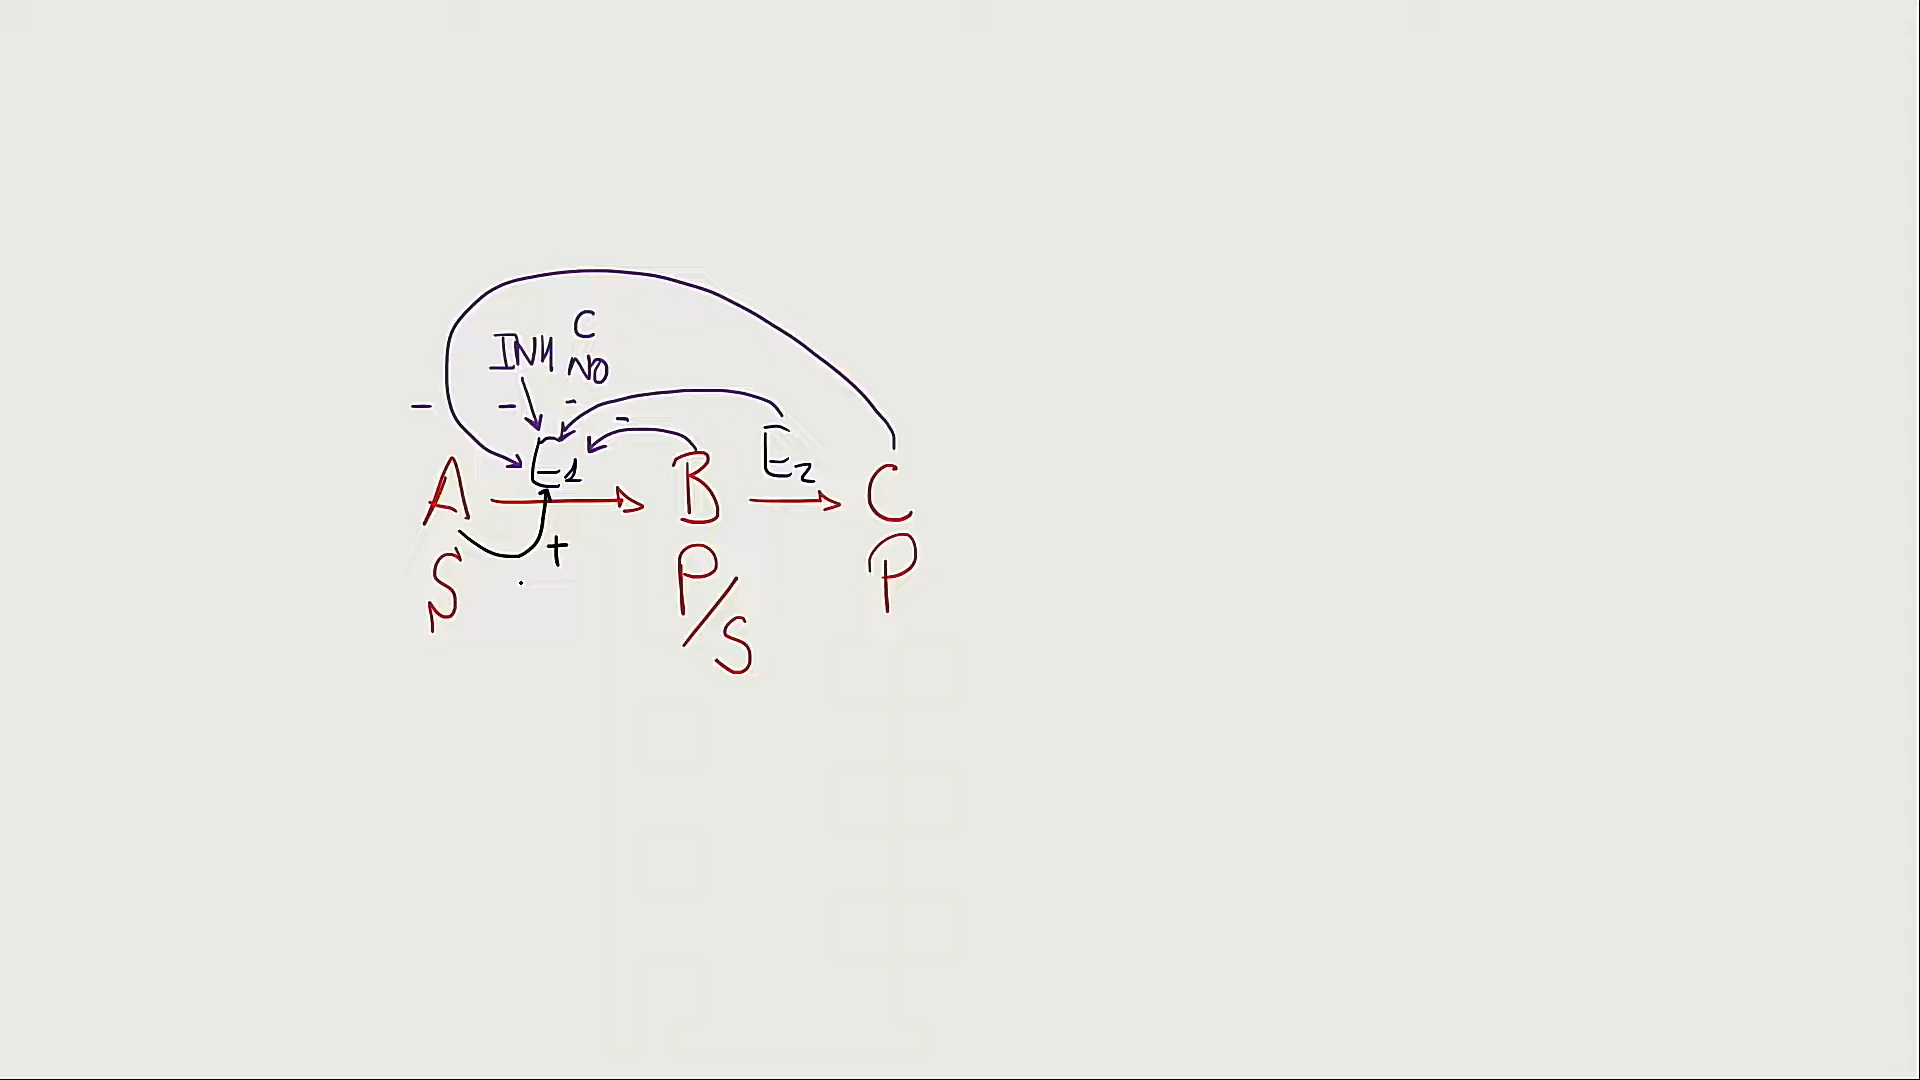 C
INH NO
- - -
-
E1 E2
A B C
+
S P P
/
S